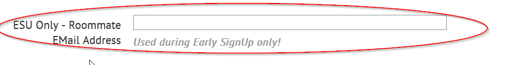 ESU Only - Roommate
EMail Address
Used during Early SignUp only!